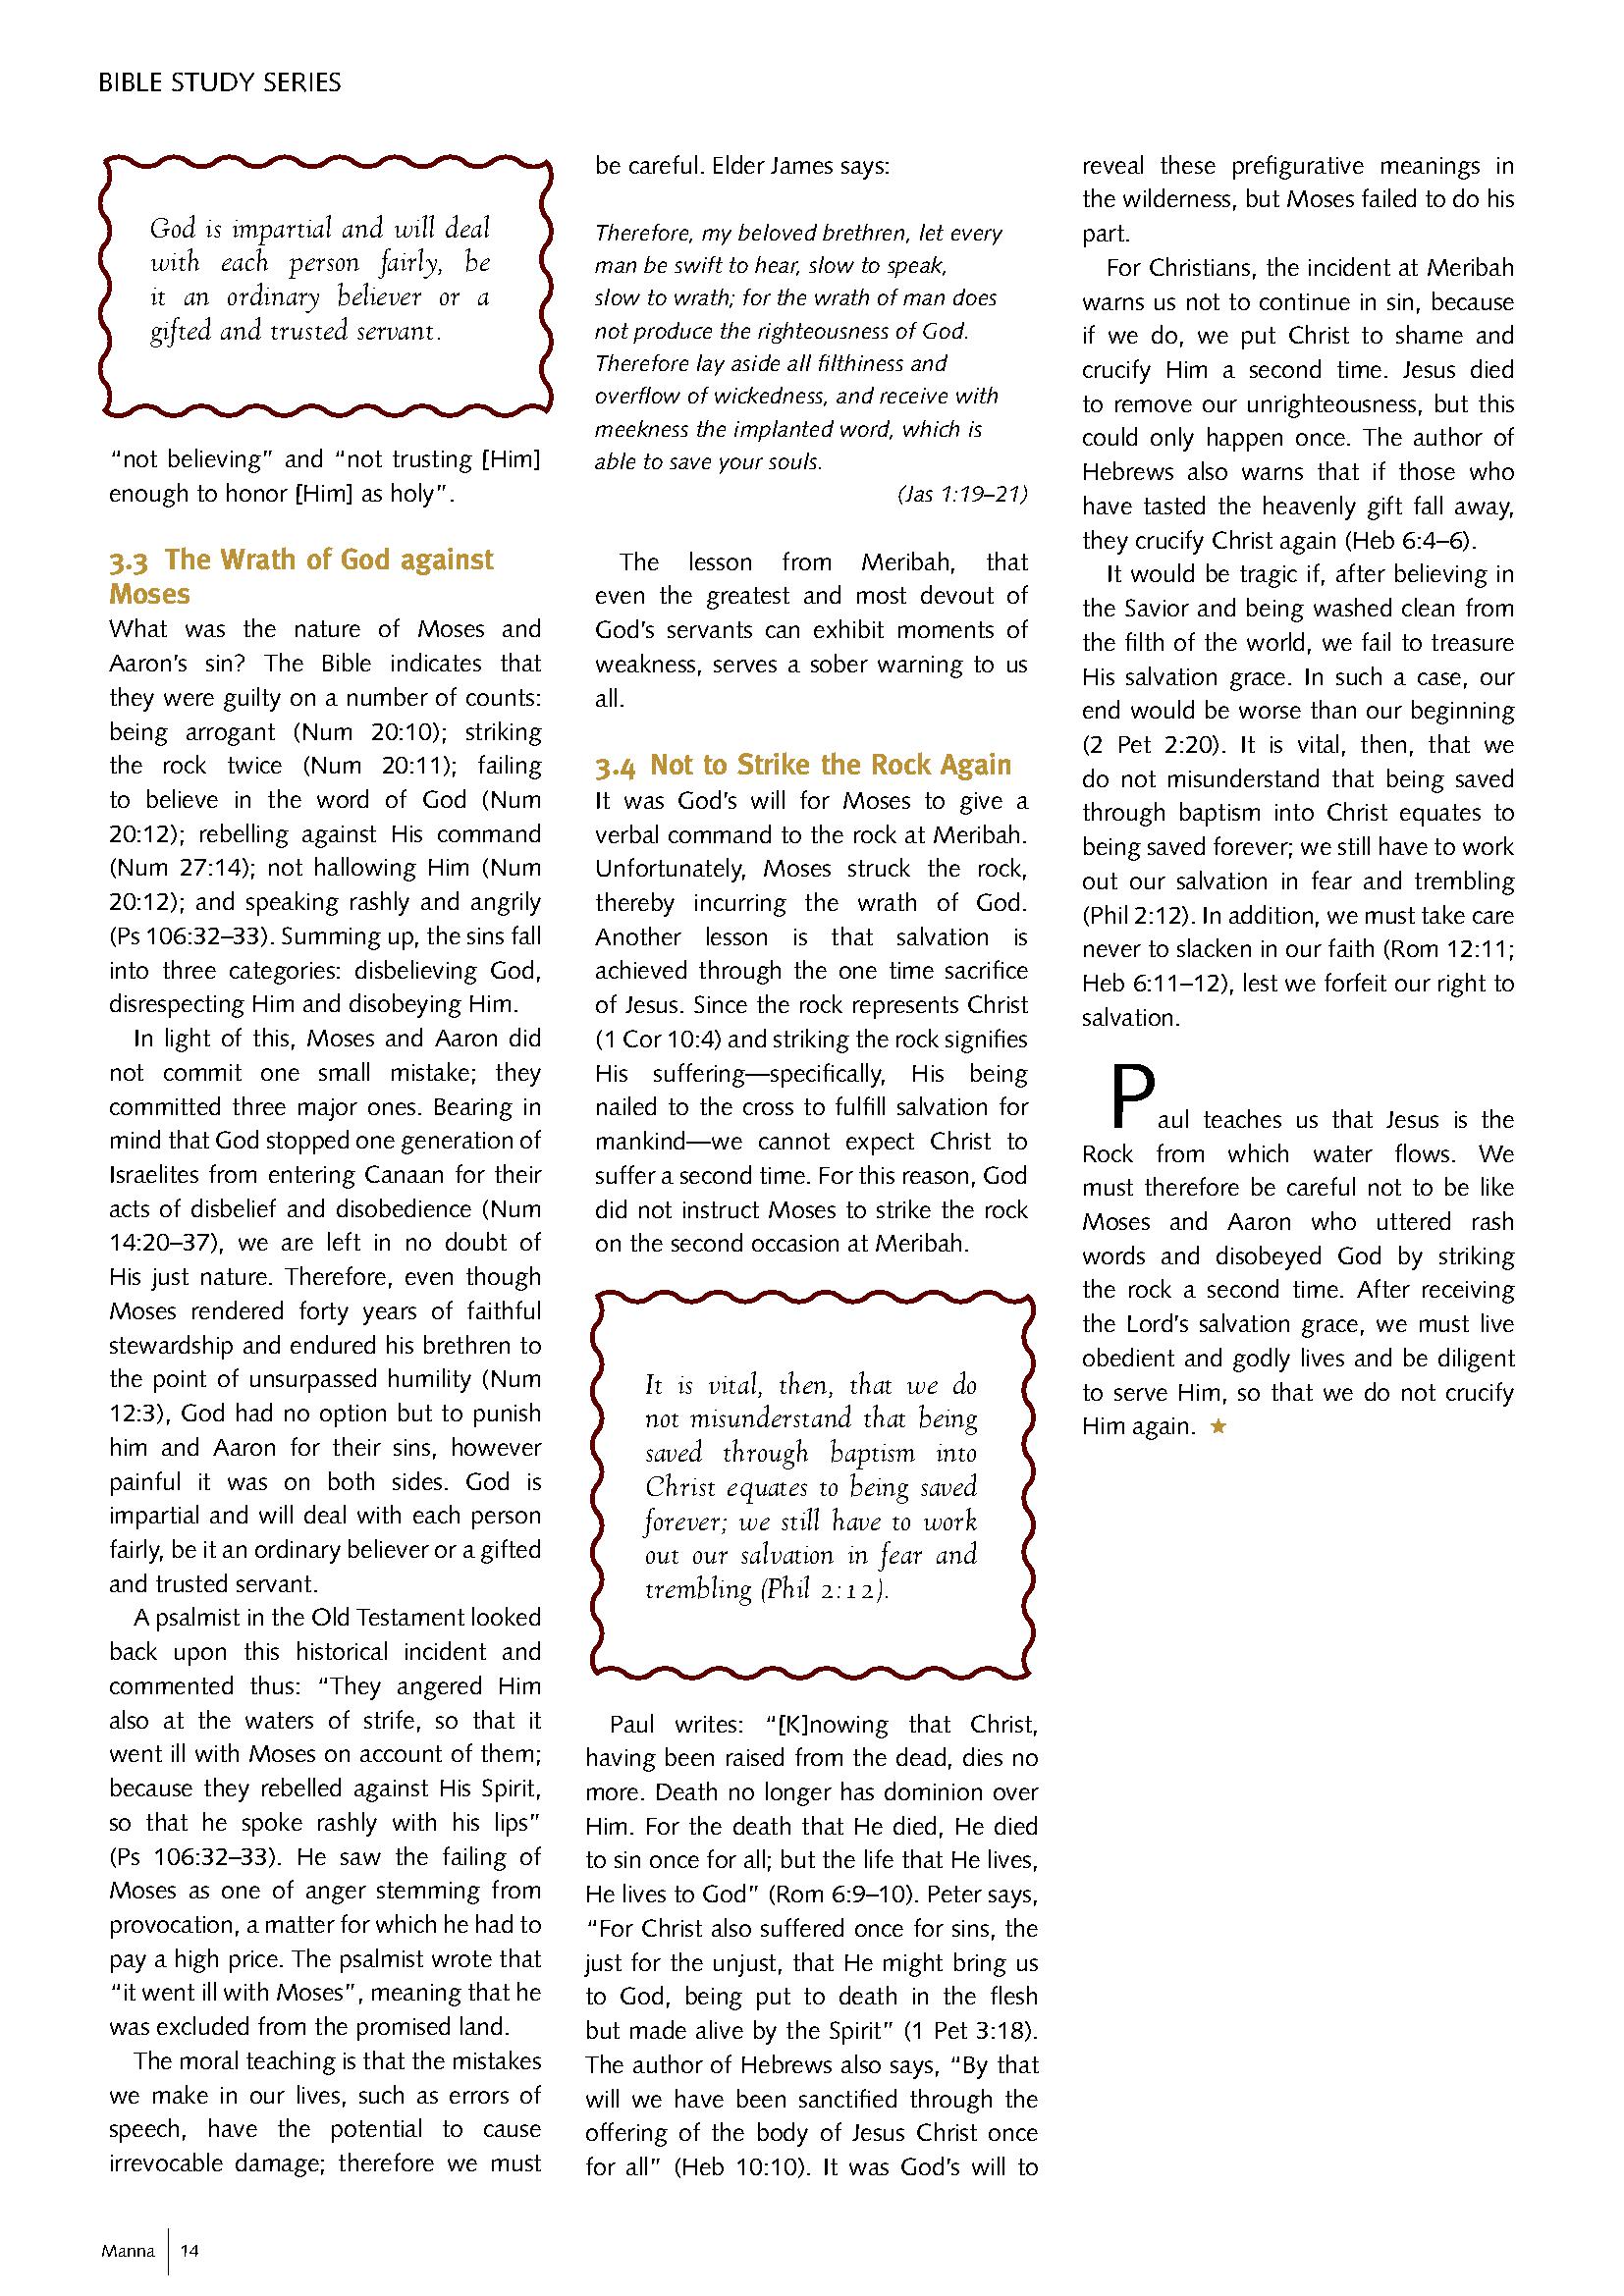 BIBLE STUDY SERIES
God is impartial and will deal
with each person fairly, be
it an ordinary believer or a
gifted and trusted servant.
“not believing” and “not trusting [Him]
enough to honor [Him] as holy”.
3.3 The Wrath of God against
Moses
What was the nature of Moses and
Aaron’s sin? The Bible indicates that
they were guilty on a number of counts:
being arrogant (Num 20:10); striking
the rock twice (Num 20:11); failing
to believe in the word of God (Num
20:12); rebelling against His command
(Num 27:14); not hallowing Him (Num
20:12); and speaking rashly and angrily
(Ps 106:32–33). Summing up, the sins fall
into three categories: disbelieving God,
disrespecting Him and disobeying Him.
In light of this, Moses and Aaron did
not commit one small mistake; they
committed three major ones. Bearing in
mind that God stopped one generation of
Israelites from entering Canaan for their
acts of disbelief and disobedience (Num
14:20–37), we are left in no doubt of
His just nature. Therefore, even though
Moses rendered forty years of faithful
stewardship and endured his brethren to
the point of unsurpassed humility (Num
12:3), God had no option but to punish
him and Aaron for their sins, however
painful it was on both sides. God is
impartial and will deal with each person
fairly, be it an ordinary believer or a gifted
and trusted servant.
A psalmist in the Old Testament looked
back upon this historical incident and
commented thus: “They angered Him
also at the waters of strife, so that it
went ill with Moses on account of them;
because they rebelled against His Spirit,
so that he spoke rashly with his lips”
(Ps 106:32–33). He saw the failing of
Moses as one of anger stemming from
provocation, a matter for which he had to
pay a high price. The psalmist wrote that
“it went ill with Moses”, meaning that he
was excluded from the promised land.
The moral teaching is that the mistakes
we make in our lives, such as errors of
speech, have the potential to cause
irrevocable damage; therefore we must
be careful. Elder James says:
Therefore, my beloved brethren, let every
man be swift to hear, slow to speak,
slow to wrath; for the wrath of man does
not produce the righteousness of God.
Therefore lay aside all filthiness and
overflow of wickedness, and receive with
meekness the implanted word, which is
able to save your souls.
(Jas 1:19–21)
The lesson from Meribah, that
even the greatest and most devout of
God’s servants can exhibit moments of
weakness, serves a sober warning to us
all.
3.4 Not to Strike the Rock Again
It was God’s will for Moses to give a
verbal command to the rock at Meribah.
Unfortunately, Moses struck the rock,
thereby incurring the wrath of God.
Another lesson is that salvation is
achieved through the one time sacrifice
of Jesus. Since the rock represents Christ
(1 Cor 10:4) and striking the rock signifies
His suffering—specifically, His being
nailed to the cross to fulfill salvation for
mankind—we cannot expect Christ to
suffer a second time. For this reason, God
did not instruct Moses to strike the rock
on the second occasion at Meribah.
It is vital, then, that we do
not misunderstand that being
saved through baptism into
Christ equates to being saved
forever; we still have to work
out our salvation in fear and
trembling (Phil 2:12).
Paul writes: “[K]nowing that Christ,
having been raised from the dead, dies no
more. Death no longer has dominion over
Him. For the death that He died, He died
to sin once for all; but the life that He lives,
He lives to God” (Rom 6:9–10). Peter says,
“For Christ also suffered once for sins, the
just for the unjust, that He might bring us
to God, being put to death in the flesh
but made alive by the Spirit” (1 Pet 3:18).
The author of Hebrews also says, “By that
will we have been sanctified through the
offering of the body of Jesus Christ once
for all” (Heb 10:10). It was God’s will to
reveal these prefigurative meanings in
the wilderness, but Moses failed to do his
part.
For Christians, the incident at Meribah
warns us not to continue in sin, because
if we do, we put Christ to shame and
crucify Him a second time. Jesus died
to remove our unrighteousness, but this
could only happen once. The author of
Hebrews also warns that if those who
have tasted the heavenly gift fall away,
they crucify Christ again (Heb 6:4–6).
It would be tragic if, after believing in
the Savior and being washed clean from
the filth of the world, we fail to treasure
His salvation grace. In such a case, our
end would be worse than our beginning
(2 Pet 2:20). It is vital, then, that we
do not misunderstand that being saved
through baptism into Christ equates to
being saved forever; we still have to work
out our salvation in fear and trembling
(Phil 2:12). In addition, we must take care
never to slacken in our faith (Rom 12:11;
Heb 6:11–12), lest we forfeit our right to
salvation.
Paul teaches us that Jesus is the
Rock from which water flows. We
must therefore be careful not to be like
Moses and Aaron who uttered rash
words and disobeyed God by striking
the rock a second time. After receiving
the Lord’s salvation grace, we must live
obedient and godly lives and be diligent
to serve Him, so that we do not crucify
Him again. ★
Manna 14